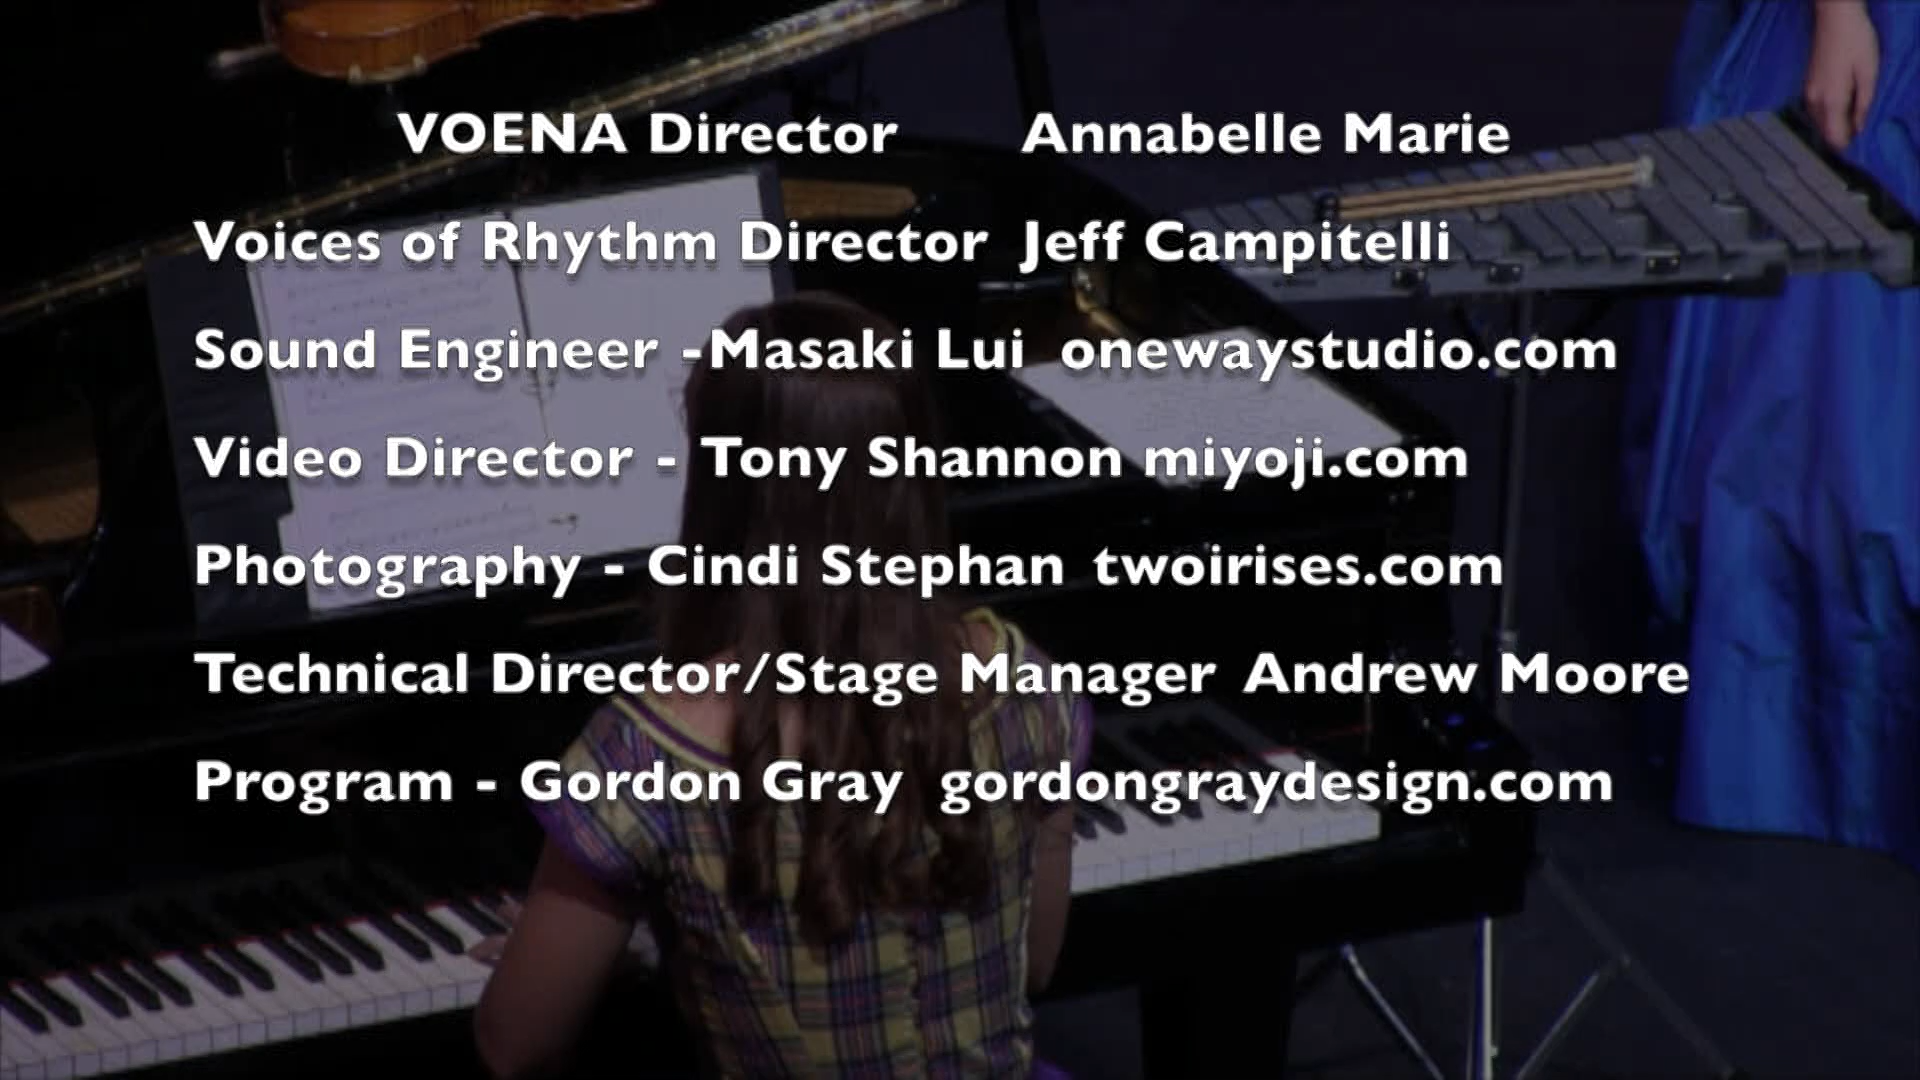 VOENA Director Annabelle Marie
Voices of Rhythm Director Jeff Campitelli
Sound Engineer -Masaki Lui onewaystudio.com
Video Director - Tony Shannon miyoji.com
Photography - Cindi Stephan twoirises.com
Technical Director/Stage Manager Andrew Moore
Program - Gordon Gray gordongraydesign.com